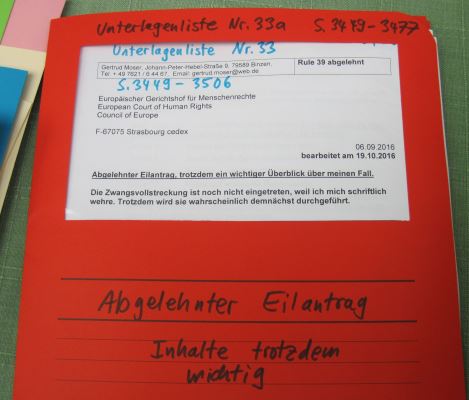 Unterlagenliste Nr. 33a S. 3449-3477
Unterlagenliste Nr. 33
Gertrud Moser, Johann-Peter-Hebel-Straße 9, 79589 Binzen, Rule 39 abgelehnt
Tel + 49 7621 / 6 44 67, Email: gertrud.moser@web.de
S. 3449 - 3506
Europäischer Gerichtshof für Menschenrechte
European Court of Human Rights
Council of Europe
F-67075 Strasbourg cedex
06.09.2016
bearbeitet am 19.10.2016
Abgelehnter Eilantrag, trotzdem ein wichtiger Überblick über meinen Fall.
Die Zwangsvollstreckung ist noch nicht eingetreten, weil ich mich schriftlich
wehre. Trotzdem wird sie wahrscheinlich demnächst durchgeführt.
Abgelehnter Eilantrag
Inhalte trotzdem
wichtig